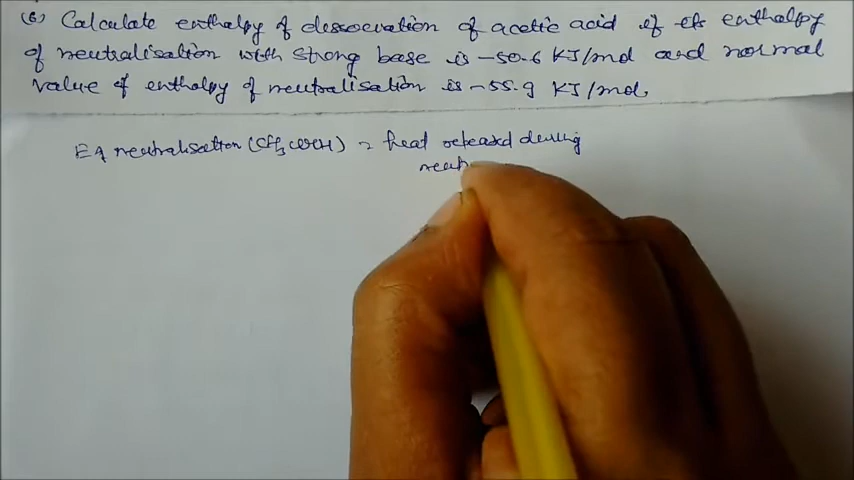 (6) Calculate enthalpy of dissociation of acetic acid if its enthalpy
of neutralisation with strong base is -50.6 KJ/mol and normal
value of enthalpy of neutralisation is -55.9 KJ/mol.
E of neutralisation (CH3COOH) = heat released during
neut